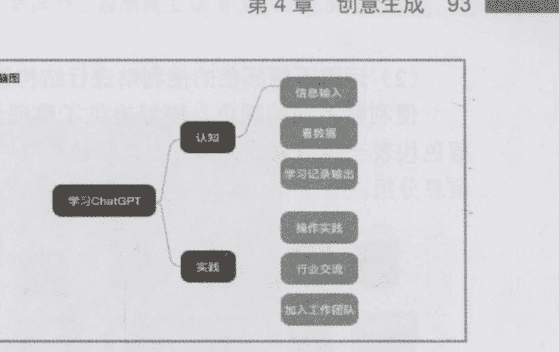 第 4 章 创意生成 93
脑图
信息输入
认知
看数据
学习记录输出
学习ChatGPT
操作实践
实践
行业交流
加入工作团队